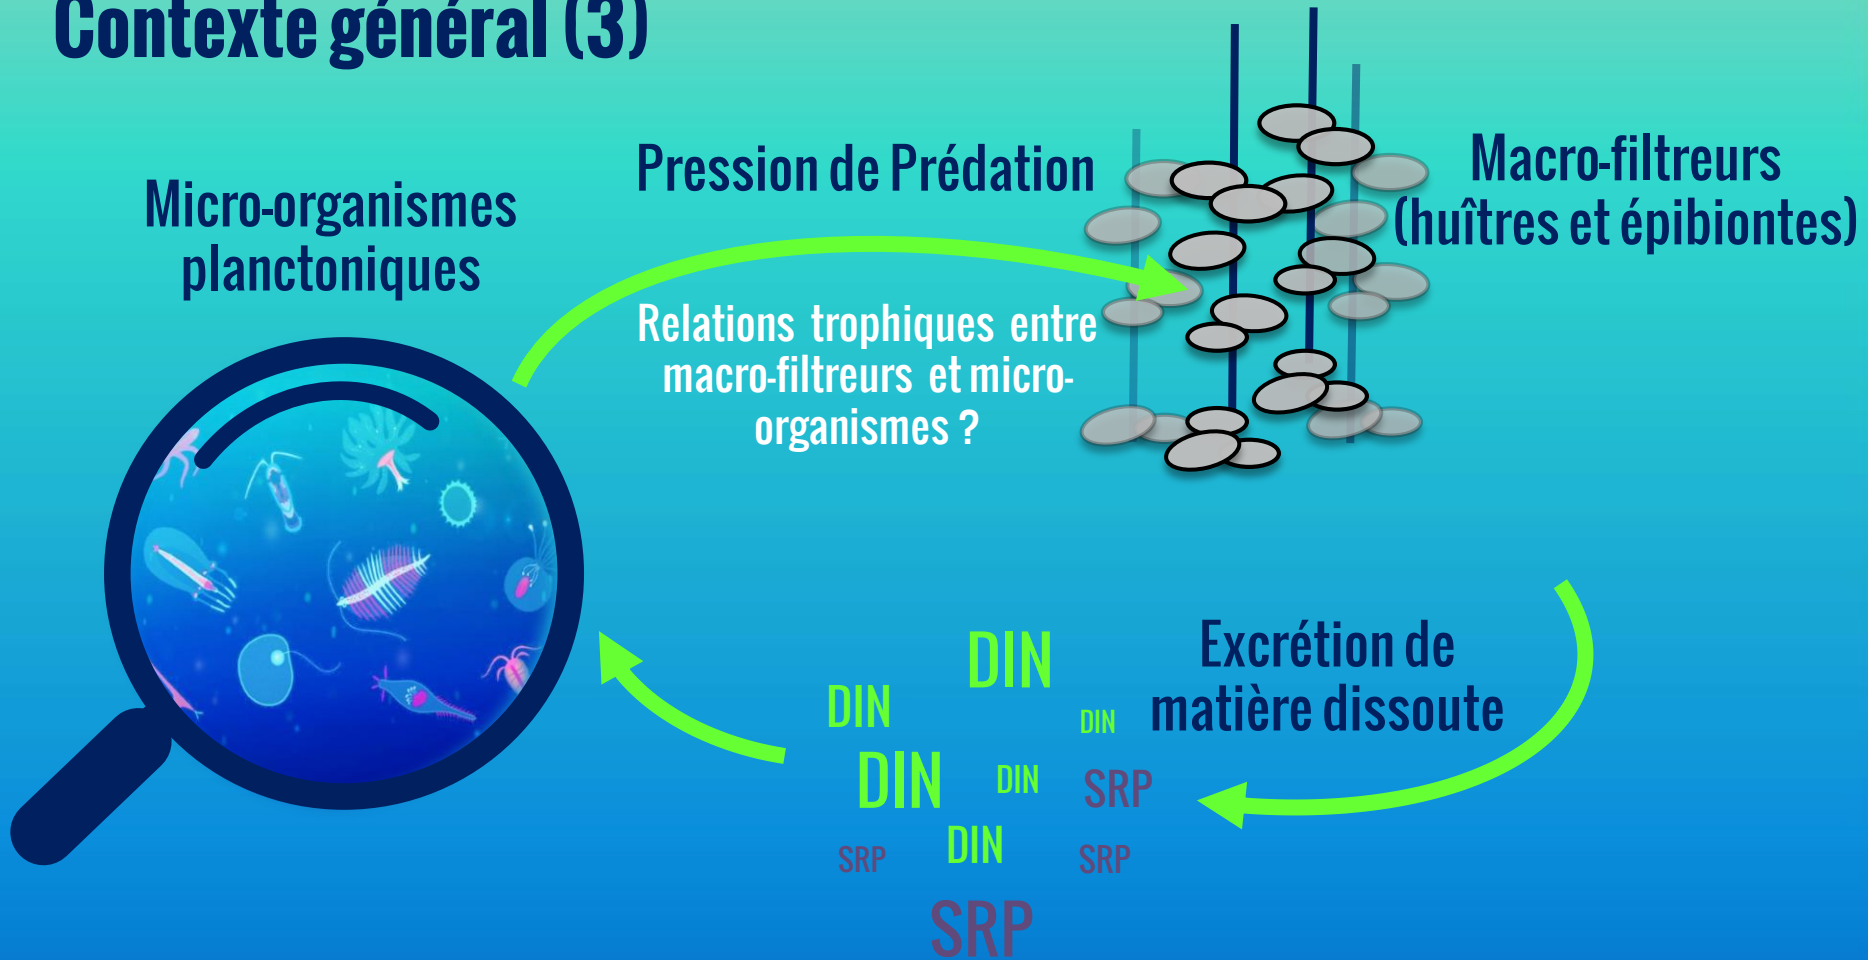 Contexte général (3)
Pression de Prédation
Micro-organismes
planctoniques
Macro-filtreurs
(huîtres et épibiontes)
Relations trophiques entre
macro-filtreurs et micro-
organismes ?
Excrétion de
matière dissoute
DIN
DIN
DIN
DIN
DIN
SRP
DIN
SRP
SRP
SRP